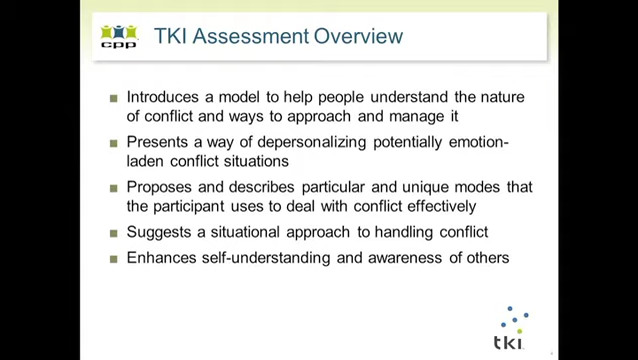 cpp
TKI Assessment Overview
Introduces a model to help people understand the nature
of conflict and ways to approach and manage it
Presents a way of depersonalizing potentially emotion-
laden conflict situations
Proposes and describes particular and unique modes that
the participant uses to deal with conflict effectively
Suggests a situational approach to handling conflict
Enhances self-understanding and awareness of others
tki